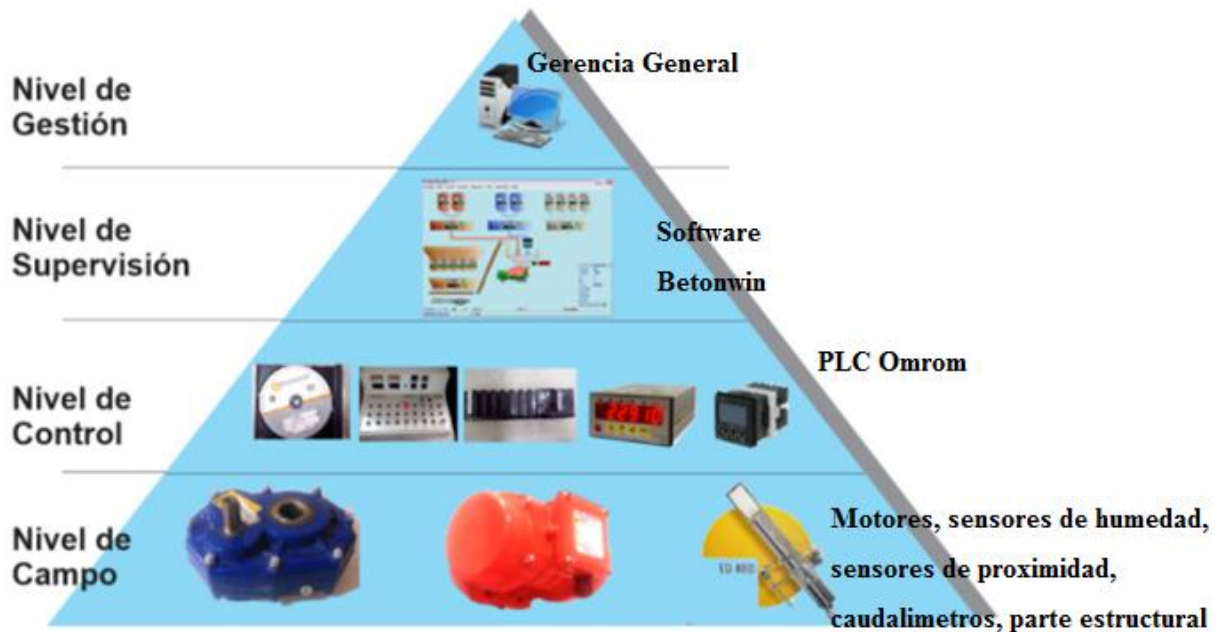 Gerencia General
Nivel de
Gestión
Nivel de
Supervisión
Software
Betonwin
PLC Omrom
Nivel de
Control
Nivel de
Campo
Motores, sensores de humedad,
sensores de proximidad,
caudalimetros, parte estructural